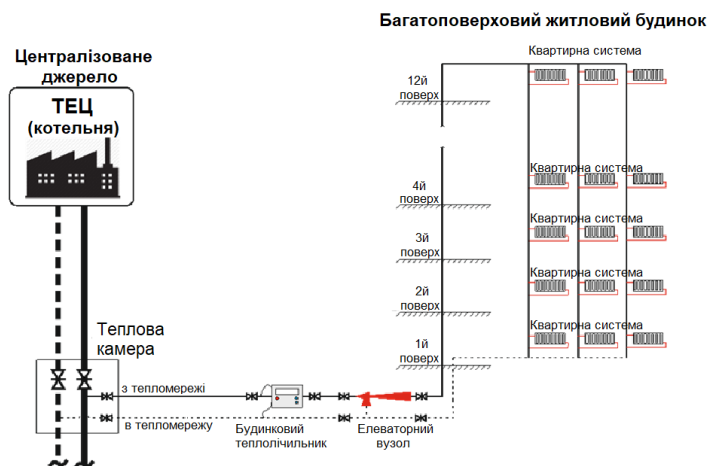 Багатоповерховий житловий будинок
Централізоване
джерело
ТЕЦ
(котельня)
Квартирна система
12й
поверх
Квартирна система
4й
поверх
Квартирна система
3й
поверх
Квартирна система
2й
поверх
Квартирна система
1й
поверх
Теплова
камера
з тепломережі
в тепломережу
Будинковий
теплолічильник
Елеваторний
вузол